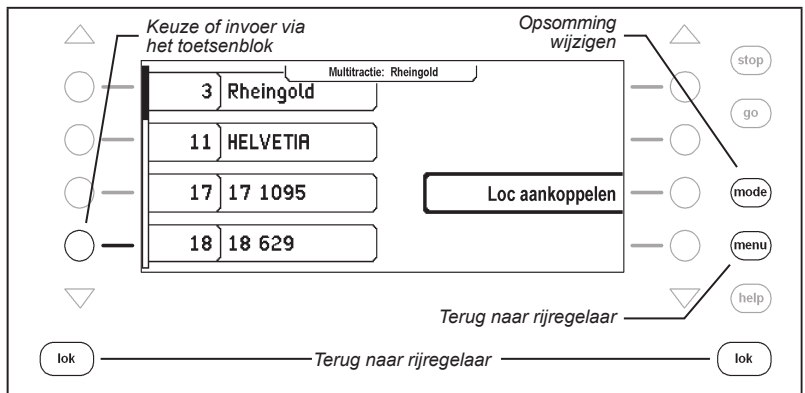 Keuze of invoer via
het toetsenblok
Opsomming
wijzigen
stop
Multitractie: Rheingold
3 Rheingold
go
11 HELVETIA
17 17 1095
Loc aankoppelen
mode
18 18 629
menu
help
Terug naar rijregelaar
lok
Terug naar rijregelaar
lok